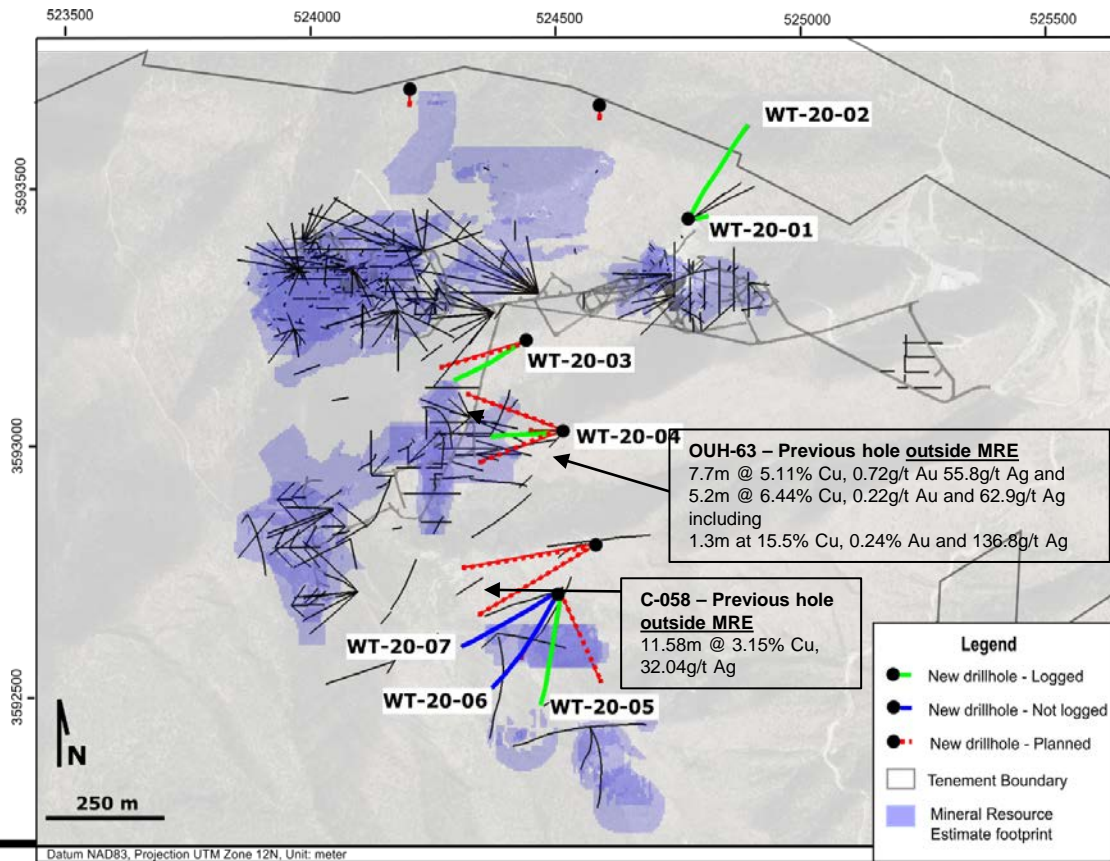 523500
524000
524500
525000
525500
3593500
3593000
3592500
WT-20-02
WT-20-01
WT-20-03
WT-20-04
OUH-63 – Previous hole outside MRE
7.7m @ 5.11% Cu, 0.72g/t Au 55.8g/t Ag and
5.2m @ 6.44% Cu, 0.22g/t Au and 62.9g/t Ag
including
1.3m at 15.5% Cu, 0.24% Au and 136.8g/t Ag
C-058 – Previous hole
outside MRE
11.58m @ 3.15% Cu,
32.04g/t Ag
WT-20-07
WT-20-06
WT-20-05
N
250 m
Legend
New drillhole - Logged
New drillhole - Not logged
New drillhole - Planned
Tenement Boundary
Mineral Resource
Estimate footprint
Datum NAD83, Projection UTM Zone 12N, Unit: meter